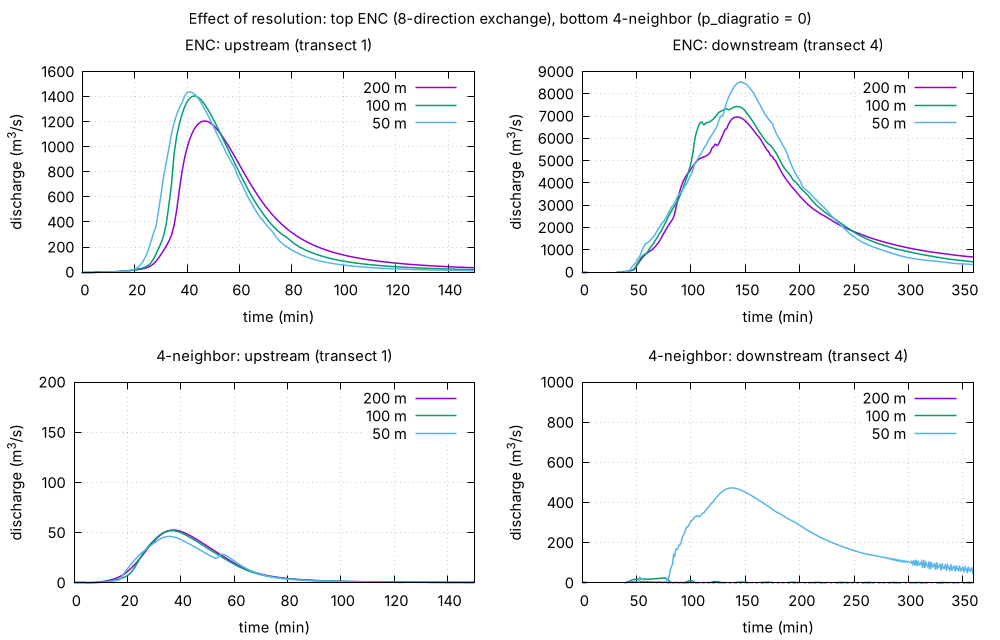 Effect of resolution: top ENC (8-direction exchange), bottom 4-neighbor (p_diagratio = 0)
ENC: upstream (transect 1)
1600
1400
1200
1000
800
600
400
200
0
discharge (m³/s)
200 m
100 m
50 m
0 20 40 60 80 100 120 140
time (min)
ENC: downstream (transect 4)
9000
8000
7000
6000
5000
4000
3000
2000
1000
0
discharge (m³/s)
200 m
100 m
50 m
0 50 100 150 200 250 300 350
time (min)
4-neighbor: upstream (transect 1)
200
150
100
50
0
discharge (m³/s)
200 m
100 m
50 m
0 20 40 60 80 100 120 140
time (min)
4-neighbor: downstream (transect 4)
1000
800
600
400
200
0
discharge (m³/s)
200 m
100 m
50 m
0 50 100 150 200 250 300 350
time (min)